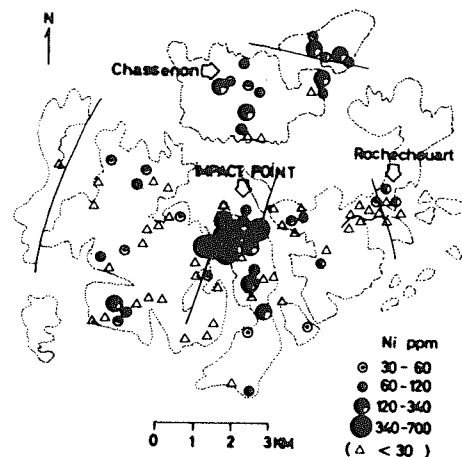 N
Chassenon
Rochechouart
IMPACT POINT
Ni ppm
30 - 60
60 - 120
120 - 340
340 - 700
( △ < 30 )
0 1 2 3 KM